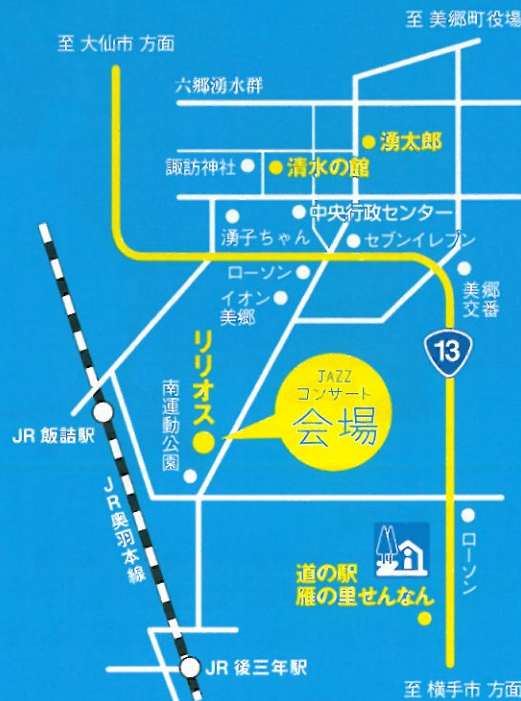 至 美郷町役場
至 大仙市 方面
六郷湧水群
湧太郎
諏訪神社
清水の館
中央行政センター
湧子ちゃん
セブンイレブン
ローソン
イオン
美郷
美郷
交番
13
リリオス
JAZZ
コンサート
会場
南運動公園
JR 飯詰駅
JR奥羽本線
ローソン
道の駅
雁の里せんなん
JR 後三年駅
至 横手市 方面